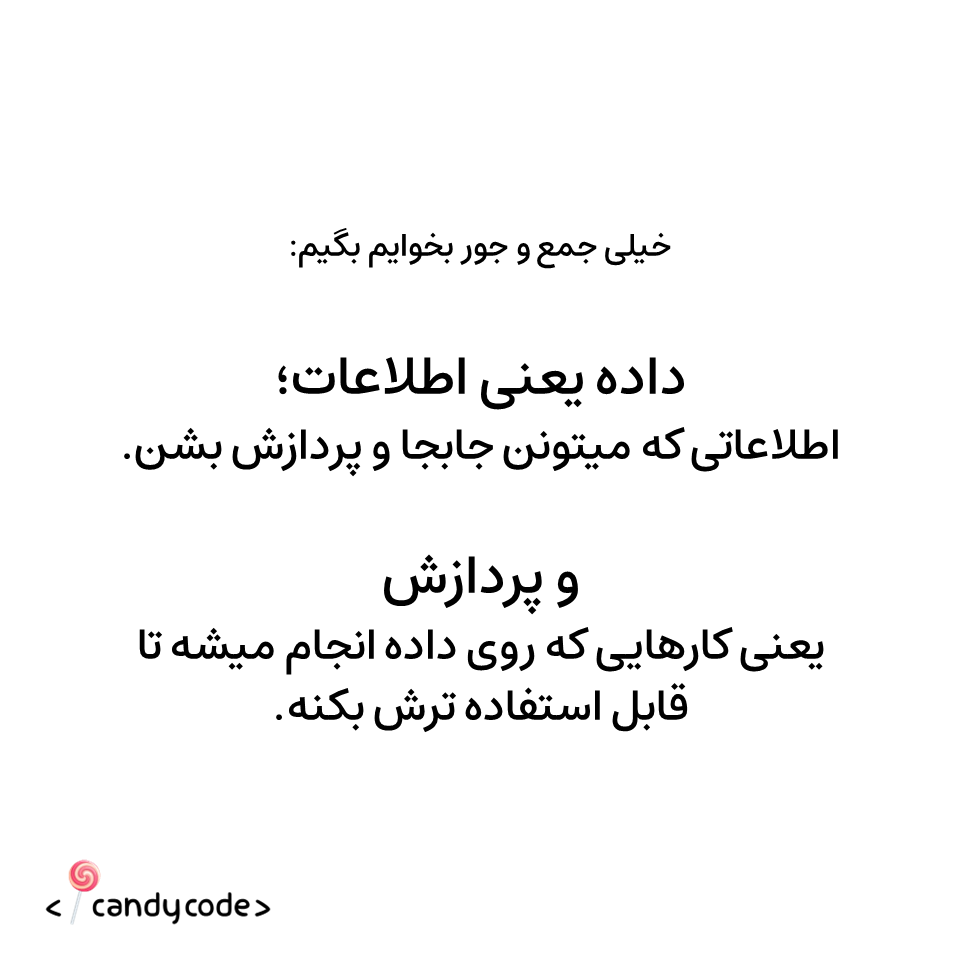 خیلی جمع و جور بخوایم بگیم:
داده یعنی اطلاعات؛
اطلاعاتی که میتونن جابجا و پردازش بشن.
و پردازش
یعنی کارهایی که روی داده انجام میشه تا
قابل استفاده ترش بکنه.
< / candycode >